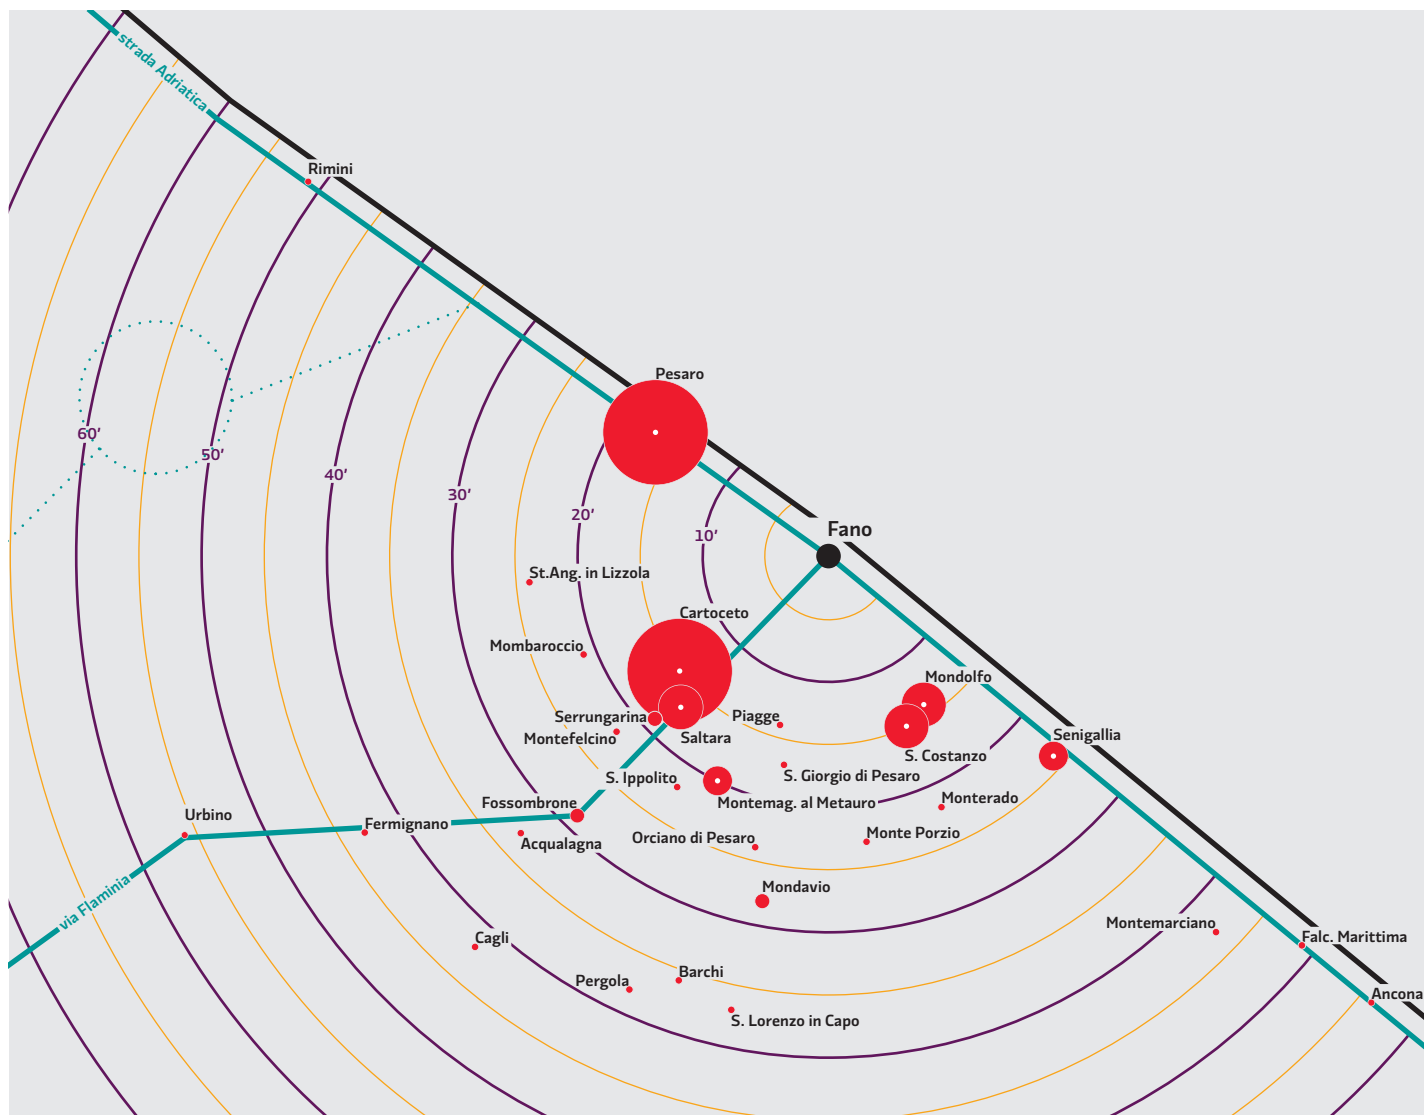 strada Adriatica
Rimini
Pesaro
60'
50'
40'
30'
20'
10'
Fano
St.Ang. in Lizzola
Cartoceto
Mombaroccio
Mondolfo
Serrungarina
Piagge
Montefelcino
Saltara
Senigallia
S. Costanzo
S. Ippolito
S. Giorgio di Pesaro
Fossombrone
Montemag. al Metauro
Monterado
Urbino
Fermignano
Acqualagna
Orciano di Pesaro
Monte Porzio
via Flaminia
Mondavio
Montemarciano
Cagli
Falc. Marittima
Pergola
Barchi
Ancona
S. Lorenzo in Capo